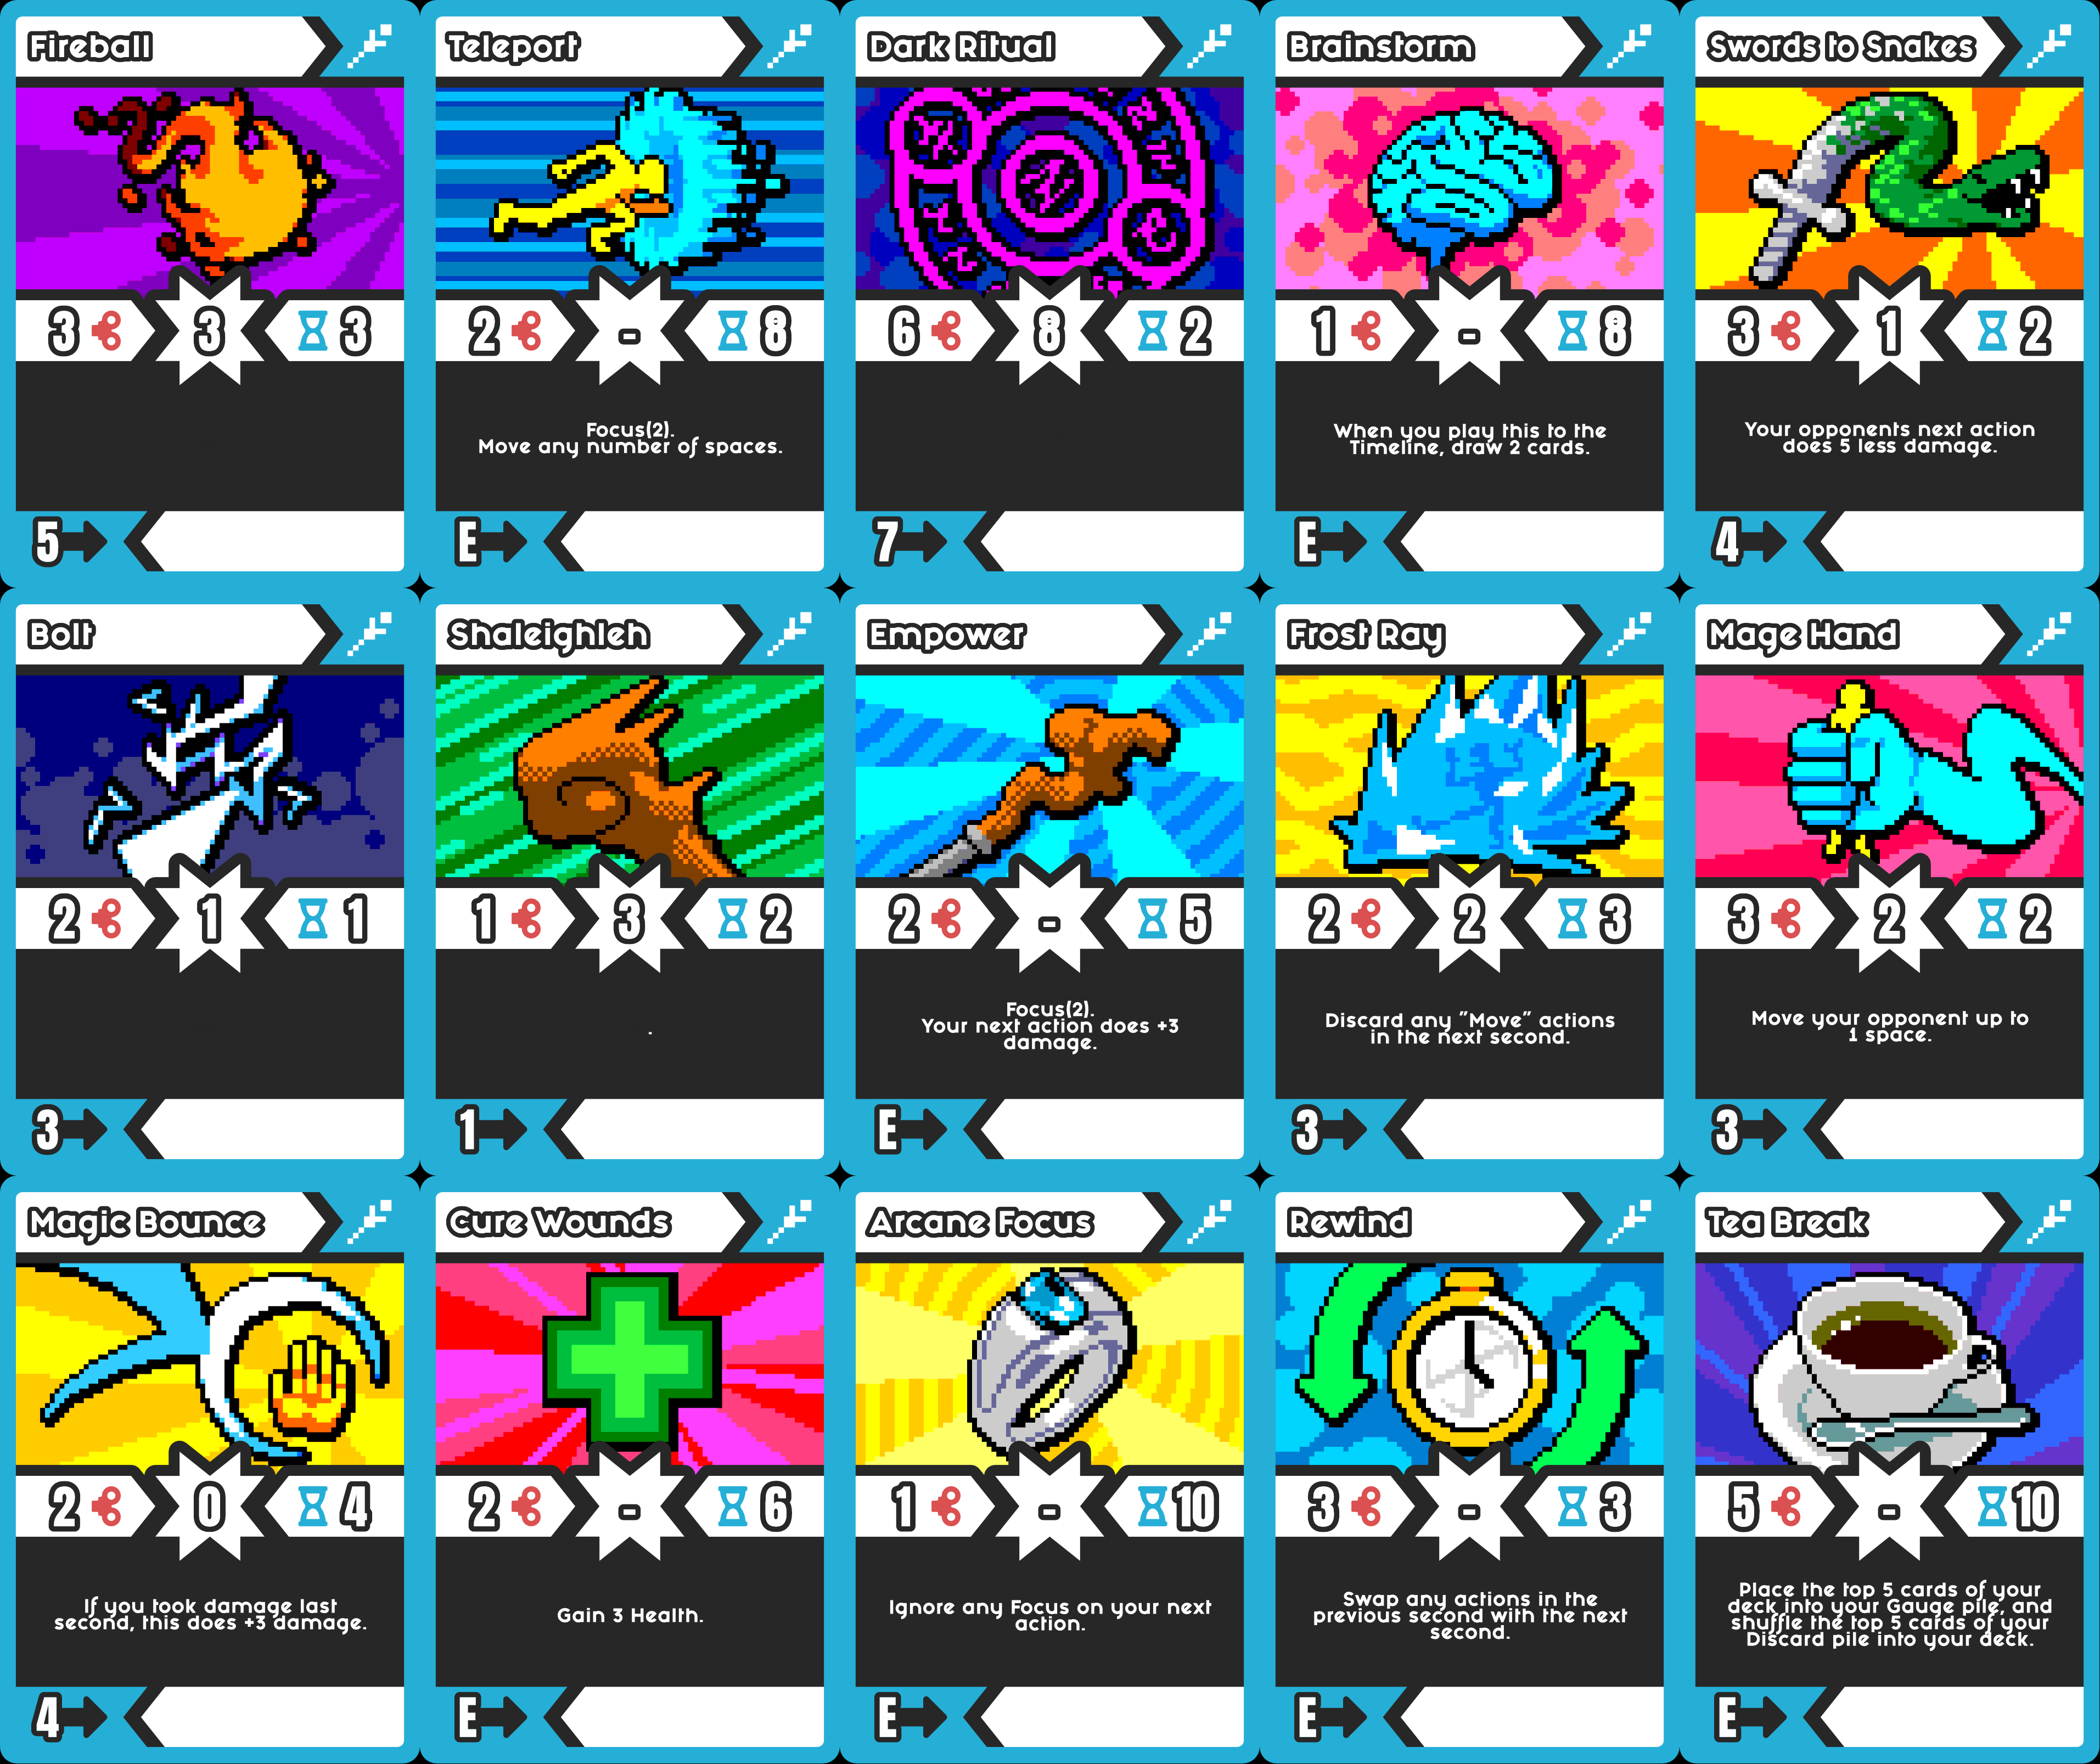 Fireball
3 3 3
5
Teleport
2 - 8
Focus(2).
Move any number of spaces.
E
Dark Ritual
6 8 2
7
Brainstorm
1 - 8
When you play this to the
Timeline, draw 2 cards.
E
Swords to Snakes
3 1 2
Your opponents next action
does 5 less damage.
4
Bolt
2 1 1
3
Shaleighleh
1 3 2
.
1
Empower
2 - 5
Focus(2).
Your next action does +3
damage.
E
Frost Ray
2 2 3
Discard any "Move" actions
in the next second.
3
Mage Hand
3 2 2
Move your opponent up to
1 space.
3
Magic Bounce
2 0 4
If you took damage last
second, this does +3 damage.
4
Cure Wounds
2 - 6
Gain 3 Health.
E
Arcane Focus
1 - 10
Ignore any Focus on your next
action.
E
Rewind
3 - 3
Swap any actions in the
previous second with the next
second.
E
Tea Break
5 - 10
Place the top 5 cards of your
deck into your Gauge pile, and
shuffle the top 5 cards of your
Discard pile into your deck.
E